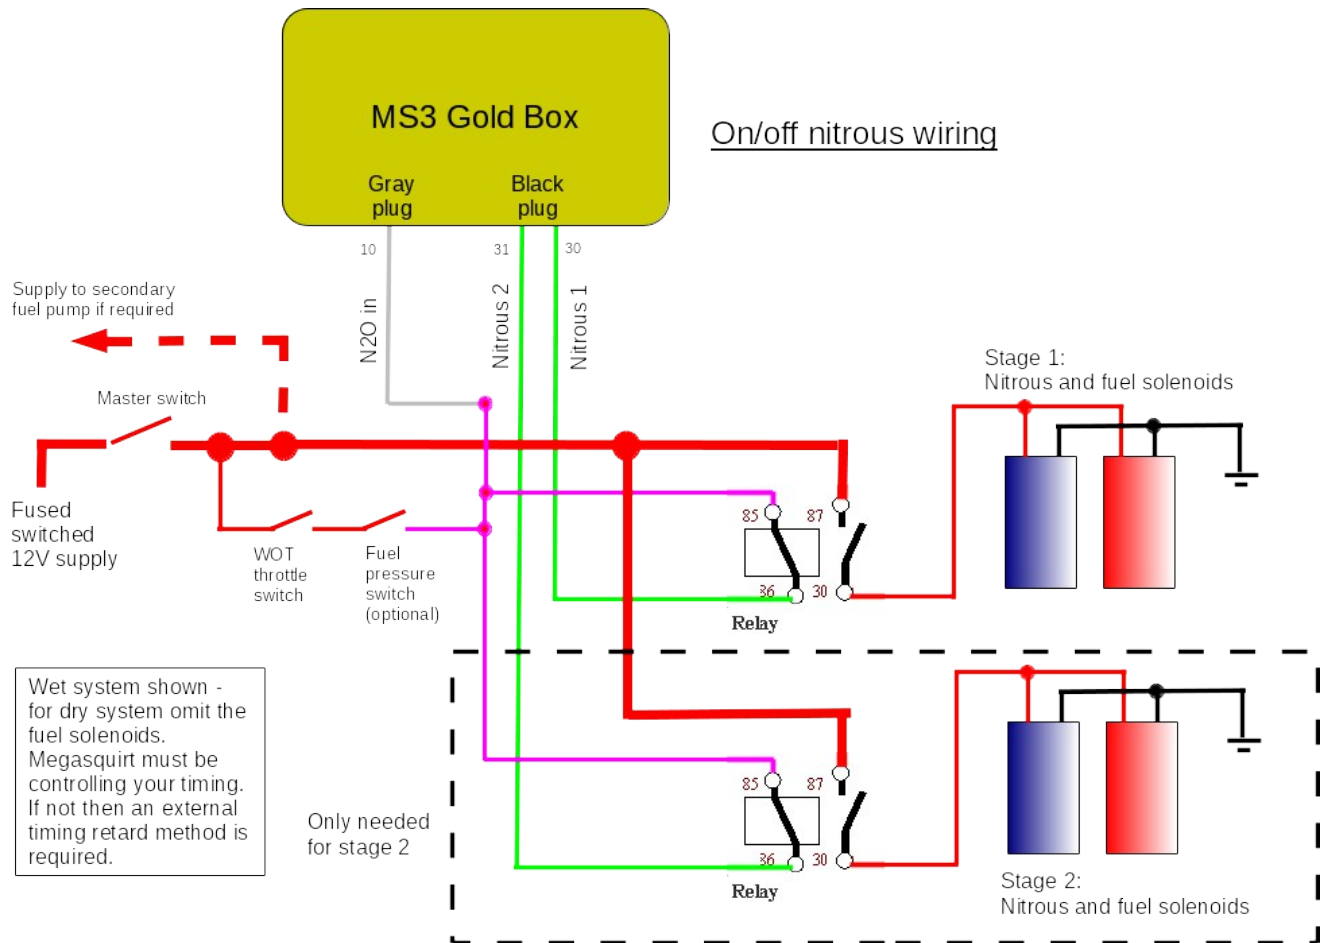 MS3 Gold Box
On/off nitrous wiring
Gray
plug
Black
plug
10
31
30
N2O in
Nitrous 2
Nitrous 1
Supply to secondary
fuel pump if required
Master switch
Fused
switched
12V supply
WOT
throttle
switch
Fuel
pressure
switch
(optional)
85
87
36
30
Relay
Stage 1:
Nitrous and fuel solenoids
Wet system shown -
for dry system omit the
fuel solenoids.
Megasquirt must be
controlling your timing.
If not then an external
timing retard method is
required.
Only needed
for stage 2
85
87
36
30
Relay
Stage 2:
Nitrous and fuel solenoids